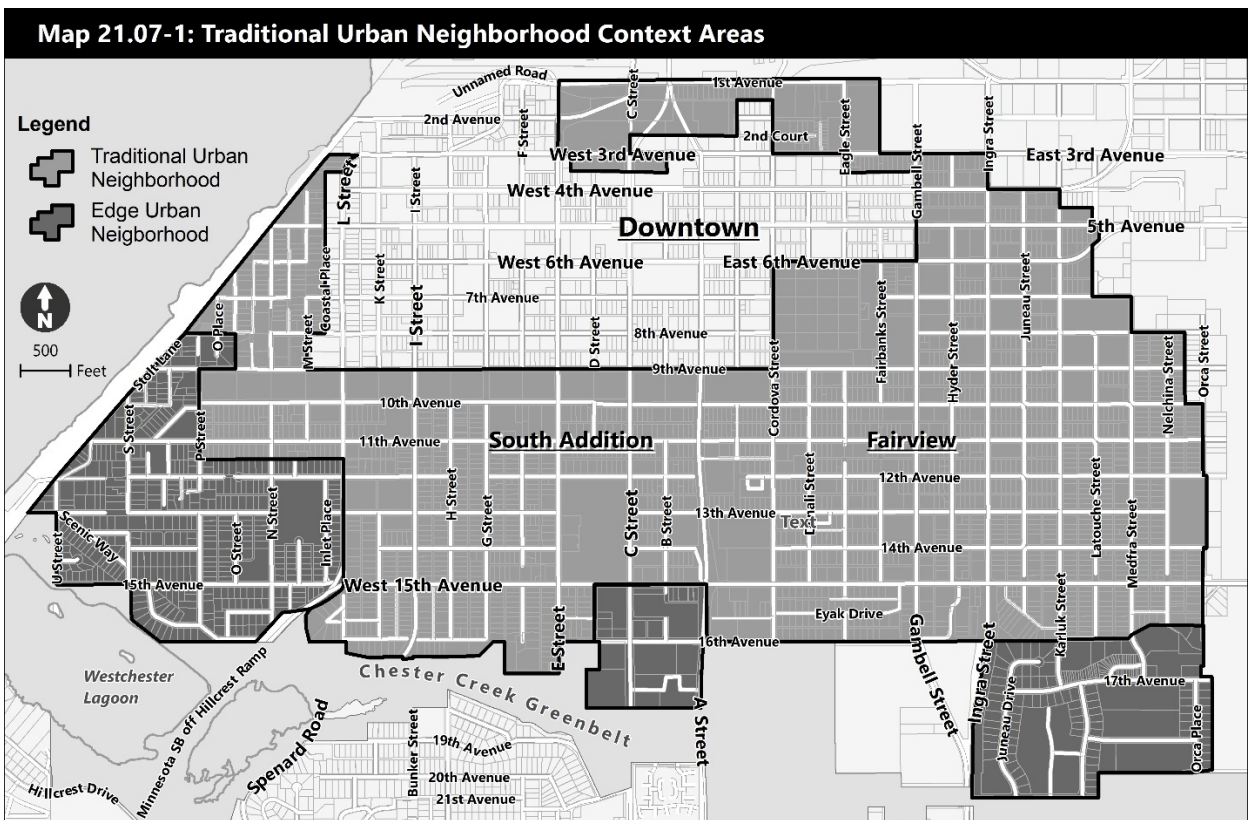 Map 21.07-1: Traditional Urban Neighborhood Context Areas
Legend
Traditional Urban
Neighborhood
Edge Urban
Neigborhood
N
500
Feet
Unnamed Road
1st Avenue
C Street
2nd Avenue
F Street
2nd Court
Eagle Street
West 3rd Avenue
Gambell Street
Ingra Street
East 3rd Avenue
L Street
I Street
West 4th Avenue
Downtown
5th Avenue
West 6th Avenue
East 6th Avenue
Coastal Place
K Street
I Street
7th Avenue
Juneau Street
O Place
8th Avenue
D Street
M Street
Fairbanks Street
Hyder Street
Stolt Lane
9th Avenue
Cordova Street
Nelchina Street
Orca Street
S Street
P Street
10th Avenue
11th Avenue
South Addition
Fairview
12th Avenue
H Street
G Street
C Street
B Street
13th Avenue
Text
Denali Street
Latouche Street
Medfra Street
14th Avenue
Scenic Way
U Street
O Street
N Street
Inlet Place
15th Avenue
West 15th Avenue
Eyak Drive
Karluk Street
16th Avenue
E Street
Gambell Street
Ingra Street
Westchester
Lagoon
Chester Creek Greenbelt
Minnesota SB off Hillcrest Ramp
Spenard Road
A Street
17th Avenue
Juneau Drive
Orca Place
Bunker Street
19th Avenue
20th Avenue
21st Avenue
Hillcrest Drive